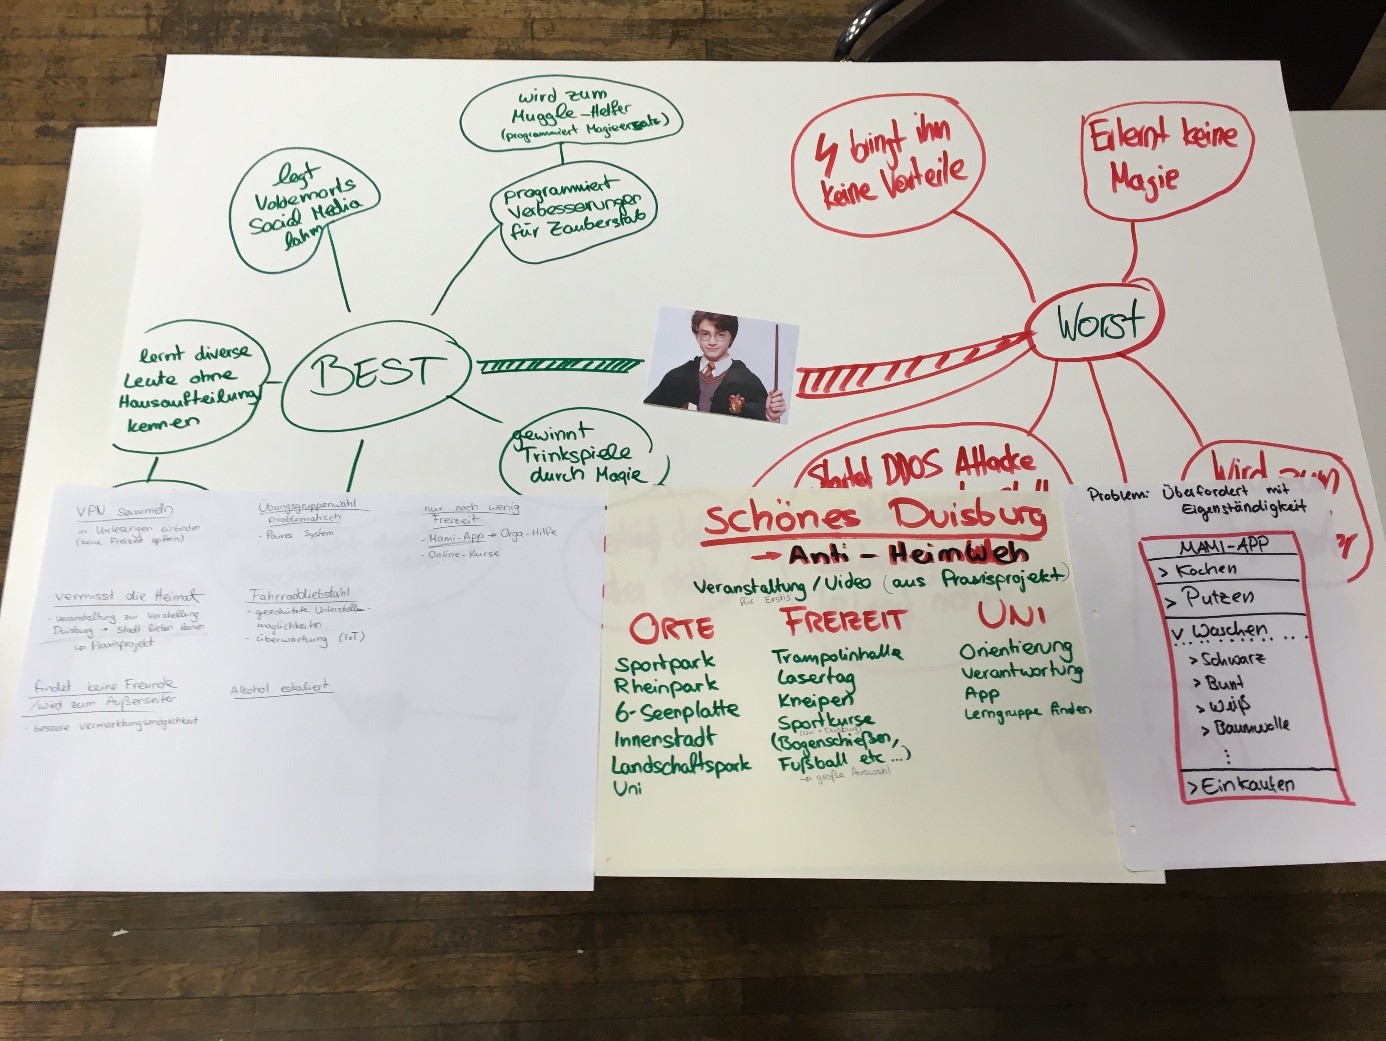 wird zum
Muggle-Helfer
(programmiert Magieersatz)
legt
Voldemorts
Social Media
lahm
programmiert
Verbesserungen
für Zauberstab
BEST
lernt diverse
Leute ohne
Hausaufteilung
kennen
gewinnt
Trinkspiele
durch Magie
bringt ihm
keine Vorteile
Erlernt keine
Magie
Worst
Startet DDOS Attacke
Wird zum
VPV sammeln
- in Vorlesungen einbinden
(keine Freizeit opfern)
Übungsgruppenwahl
problematisch
- Faires System
nur noch wenig
Freizeit
- Mami-App → Orga-Hilfe
- Online-Kurse
vermisst die Heimat
- Veranstaltung zur Vorstellung
Duisburg → Stadt lieben lernen
↳ Praxisprojekt
Fahrraddiebstahl
- geschützte Unterstell-
möglichkeiten
- Überwachung (IoT)
findet keine Freunde
/wird zum Außenseiter
- bessere Vermarktungsmöglichkeit
Alkohol eskaliert
schönes Duisburg
→ Anti-Heimweh
Veranstaltung/Video (aus Praxisprojekt)
für Erstis
ORTE
Sportpark
Rheinpark
6-Seenplatte
Innenstadt
Landschaftspark
Uni
FREIZEIT
Trampolinhalle
Lasertag
Kneipen
Sportkurse
(Uni + Duisburg)
(Bogenschießen,
Fußball etc...)
→ große Auswahl
UNI
Orientierung
Verantwortung
App
Lerngruppe finden
Problem: Überfordert mit
Eigenständigkeit
MAMI-APP
> Kochen
> Putzen
v Waschen
> Schwarz
> Bunt
> Weiß
> Baumwolle
⋮
> Einkaufen